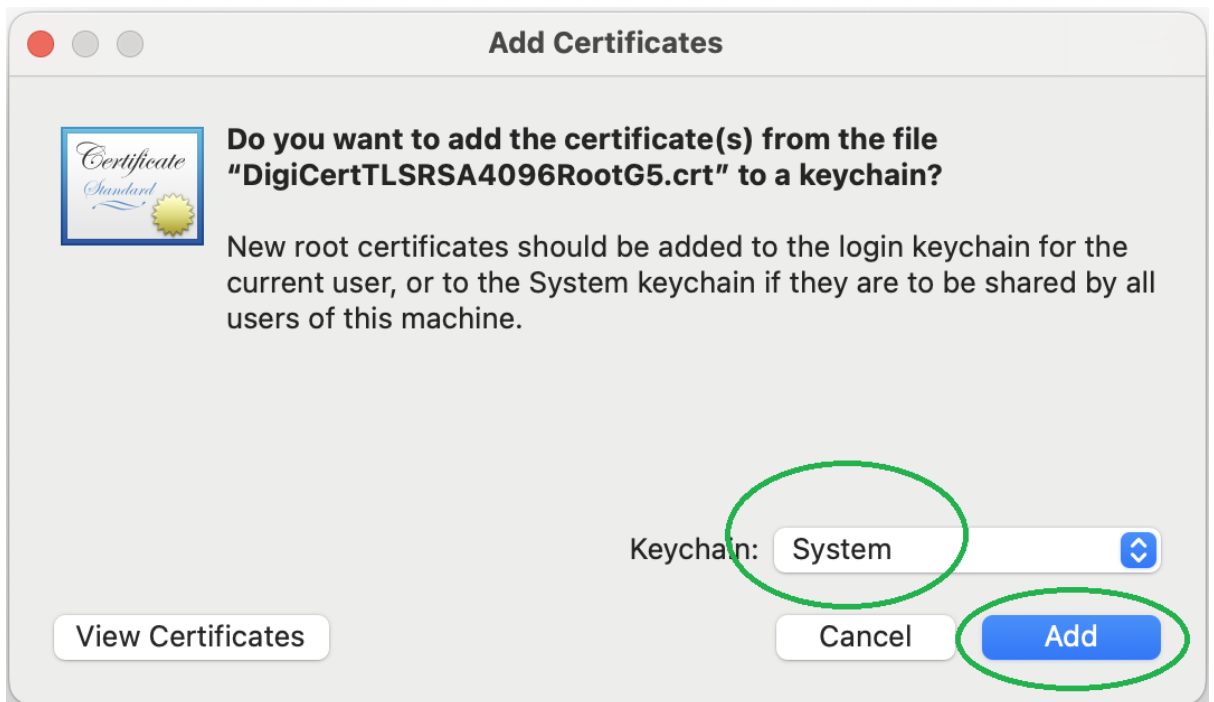 Add Certificates
Certificate
Standard
Do you want to add the certificate(s) from the file
“DigiCertTLSRSA4096RootG5.crt” to a keychain?
New root certificates should be added to the login keychain for the
current user, or to the System keychain if they are to be shared by all
users of this machine.
Keychain: System
View Certificates Cancel Add